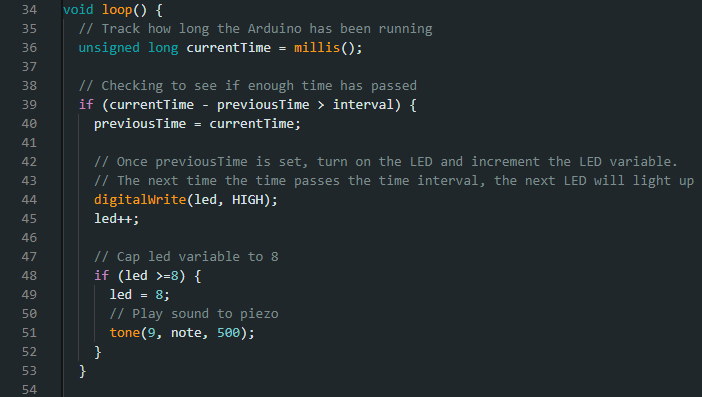 34 void loop() {
35   // Track how long the Arduino has been running
36   unsigned long currentTime = millis();
37
38   // Checking to see if enough time has passed
39   if (currentTime - previousTime > interval) {
40     previousTime = currentTime;
41
42     // Once previousTime is set, turn on the LED and increment the LED variable.
43     // The next time the time passes the time interval, the next LED will light up
44     digitalWrite(led, HIGH);
45     led++;
46
47     // Cap led variable to 8
48     if (led >=8) {
49       led = 8;
50       // Play sound to piezo
51       tone(9, note, 500);
52     }
53   }
54